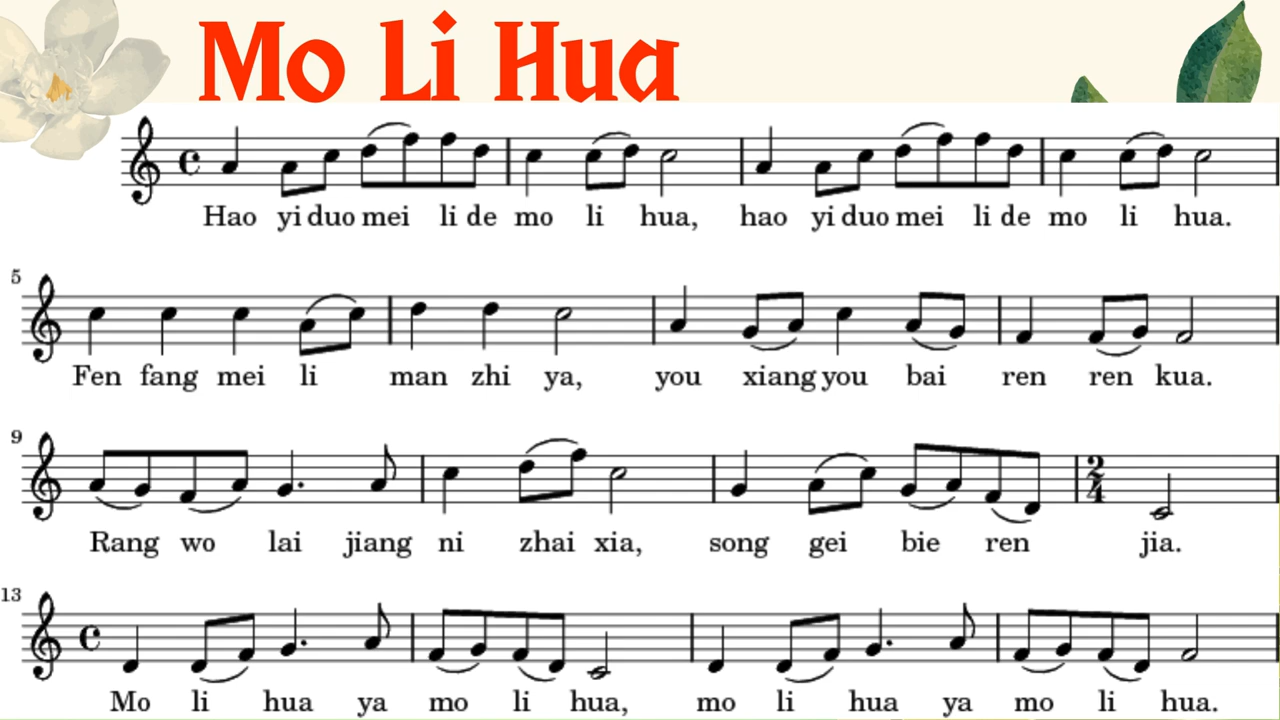 Mo Li Hua
Hao yi duo mei li de mo li hua, hao yi duo mei li de mo li hua.
5
Fen fang mei li man zhi ya, you xiang you bai ren ren kua.
9
2
4
Rang wo lai jiang ni zhai xia, song gei bie ren jia.
13
Mo li hua ya mo li hua, mo li hua ya mo li hua.